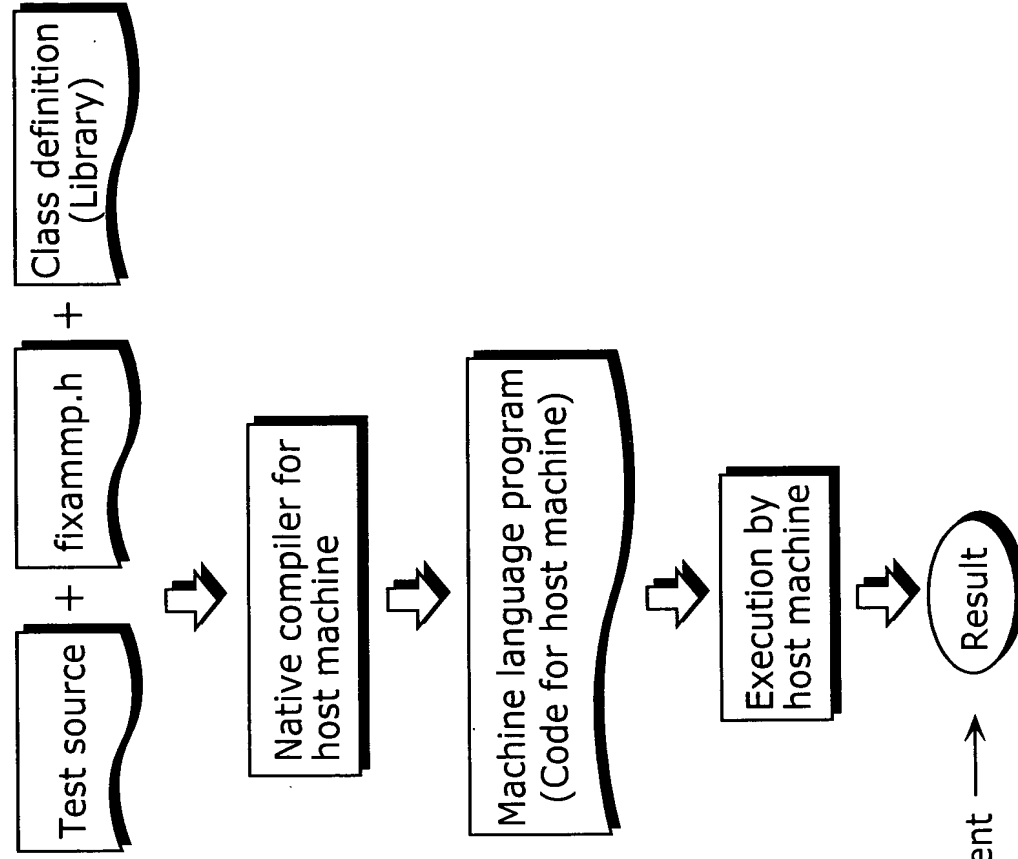 Test source + fixammp.h + Class definition
(Library)
Native compiler for
host machine
Machine language program
(Code for host machine)
Execution by
host machine
Result